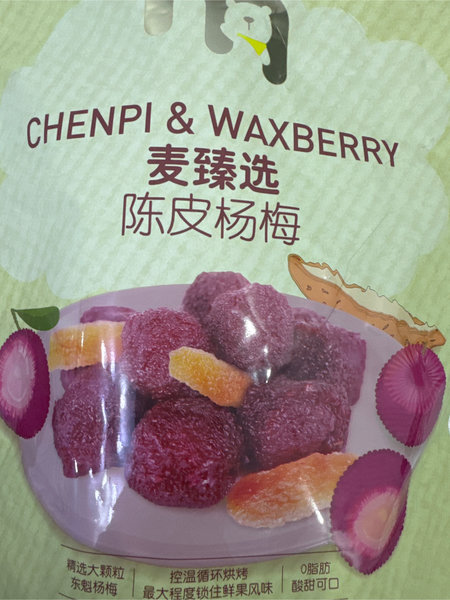 CHENPI & WAXBERRY
麦臻选
陈皮杨梅
精选大颗粒
东魁杨梅
控温循环烘烤
最大程度锁住鲜果风味
0脂肪
酸甜可口